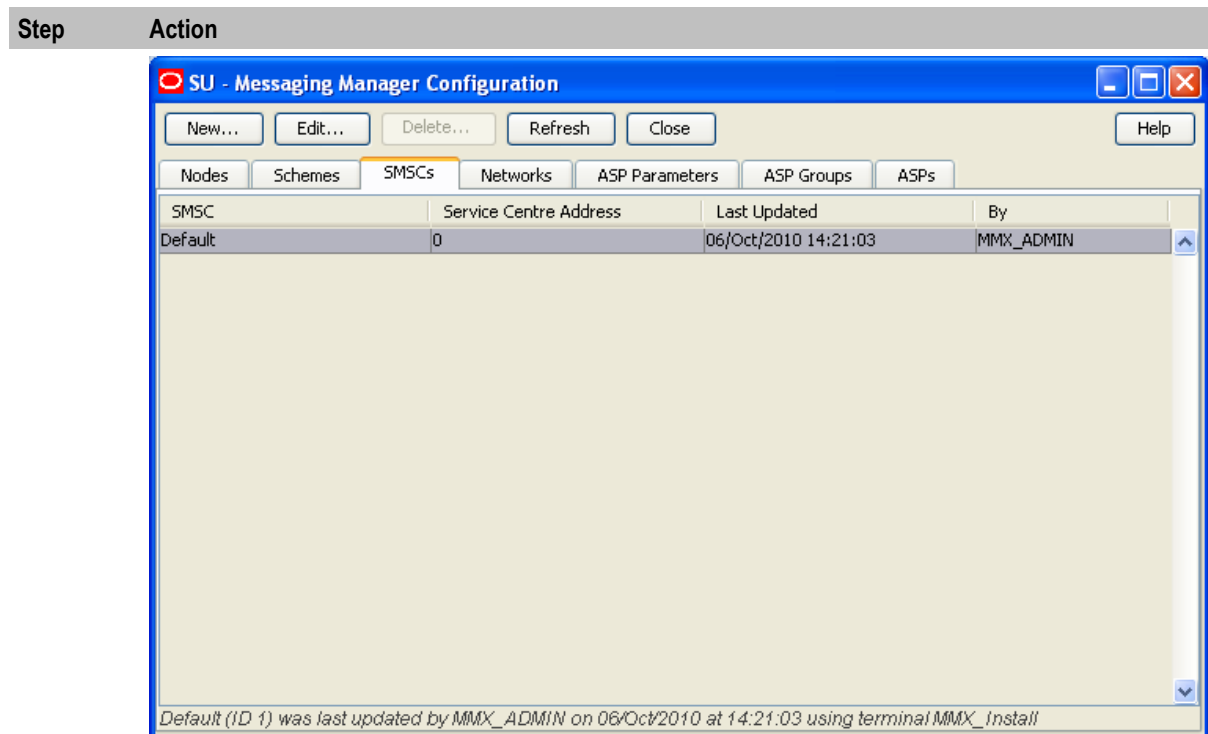 Step Action
SU - Messaging Manager Configuration
New... Edit... Delete... Refresh Close Help
Nodes Schemes SMSCs Networks ASP Parameters ASP Groups ASPs
SMSC Service Centre Address Last Updated By
Default 0 06/Oct/2010 14:21:03 MMX_ADMIN
Default (ID 1) was last updated by MMX_ADMIN on 06/Oct/2010 at 14:21:03 using terminal MMX_Install